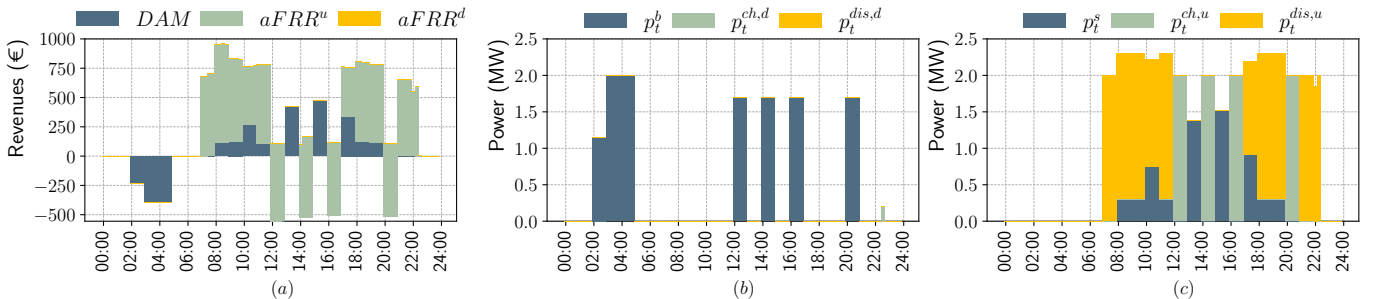 DAM aFRR^u aFRR^d
Revenues (€)
1000
750
500
250
0
−250
−500
00:00 02:00 04:00 06:00 08:00 10:00 12:00 14:00 16:00 18:00 20:00 22:00 24:00
(a)
p_t^b p_t^{ch,d} p_t^{dis,d}
Power (MW)
2.5
2.0
1.5
1.0
0.5
0.0
00:00 02:00 04:00 06:00 08:00 10:00 12:00 14:00 16:00 18:00 20:00 22:00 24:00
(b)
p_t^s p_t^{ch,u} p_t^{dis,u}
Power (MW)
2.5
2.0
1.5
1.0
0.5
0.0
00:00 02:00 04:00 06:00 08:00 10:00 12:00 14:00 16:00 18:00 20:00 22:00 24:00
(c)